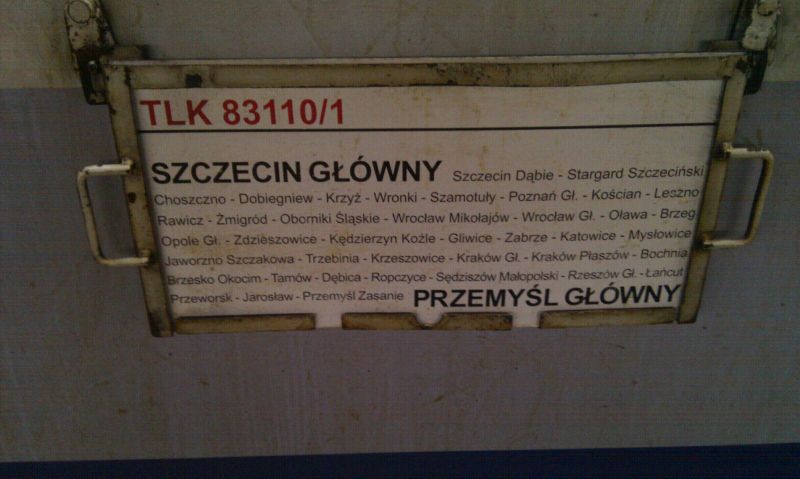 TLK 83110/1
SZCZECIN GŁÓWNY Szczecin Dąbie - Stargard Szczeciński
Choszczno - Dobiegniew - Krzyż - Wronki - Szamotuły - Poznań Gł. - Kościan - Leszno
Rawicz - Żmigród - Oborniki Śląskie - Wrocław Mikołajów - Wrocław Gł. - Oława - Brzeg
Opole Gł. - Zdzieszowice - Kędzierzyn Koźle - Gliwice - Zabrze - Katowice - Mysłowice
Jaworzno Szczakowa - Trzebinia - Krzeszowice - Kraków Gł. - Kraków Płaszów - Bochnia
Brzesko Okocim - Tarnów - Dębica - Ropczyce - Sędziszów Małopolski - Rzeszów Gł. - Łańcut
Przeworsk - Jarosław - Przemyśl Zasanie PRZEMYŚL GŁÓWNY